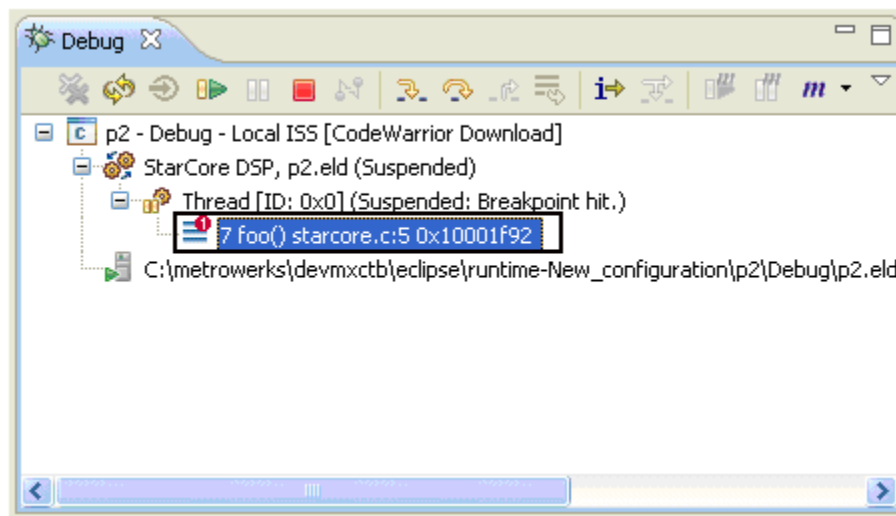 Debug
m
c p2 - Debug - Local ISS [CodeWarrior Download]
StarCore DSP, p2.eld (Suspended)
Thread [ID: 0x0] (Suspended: Breakpoint hit.)
1 7 foo() starcore.c:5 0x10001f92
C:\metrowerks\devmxctb\eclipse\runtime-New_configuration\p2\Debug\p2.eld